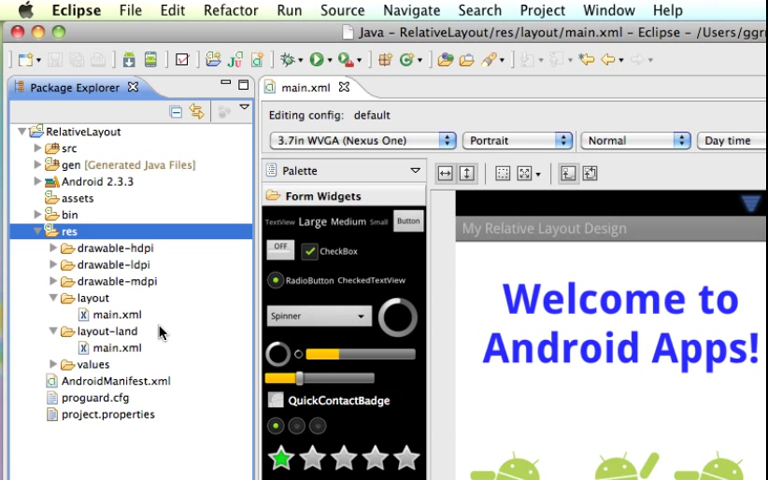 Eclipse File Edit Refactor Run Source Navigate Search Project Window Help
Java - RelativeLayout/res/layout/main.xml - Eclipse - /Users/ggr
Package Explorer
main.xml
Editing config: default
3.7in WVGA (Nexus One) Portrait Normal Day time
Palette
Form Widgets
TextView Large Medium Small Button
OFF CheckBox
RadioButton CheckedTextView
Spinner
QuickContactBadge
RelativeLayout
src
gen [Generated Java Files]
Android 2.3.3
assets
bin
res
drawable-hdpi
drawable-ldpi
drawable-mdpi
layout
main.xml
layout-land
main.xml
values
AndroidManifest.xml
proguard.cfg
project.properties
My Relative Layout Design
Welcome to
Android Apps!